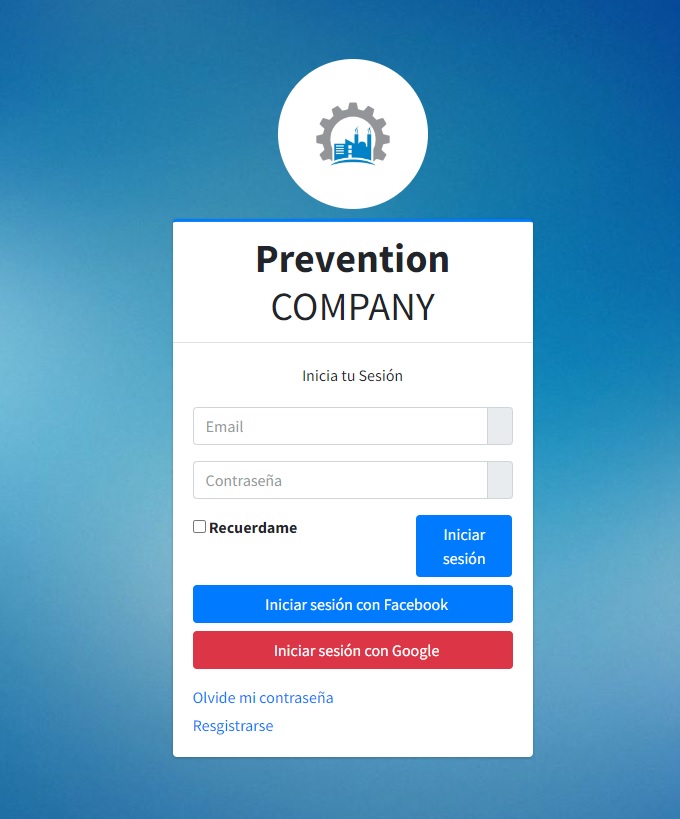 Prevention
COMPANY
Inicia tu Sesión
Email
Contraseña
Recuerdame
Iniciar
sesión
Iniciar sesión con Facebook
Iniciar sesión con Google
Olvide mi contraseña
Resgistrarse